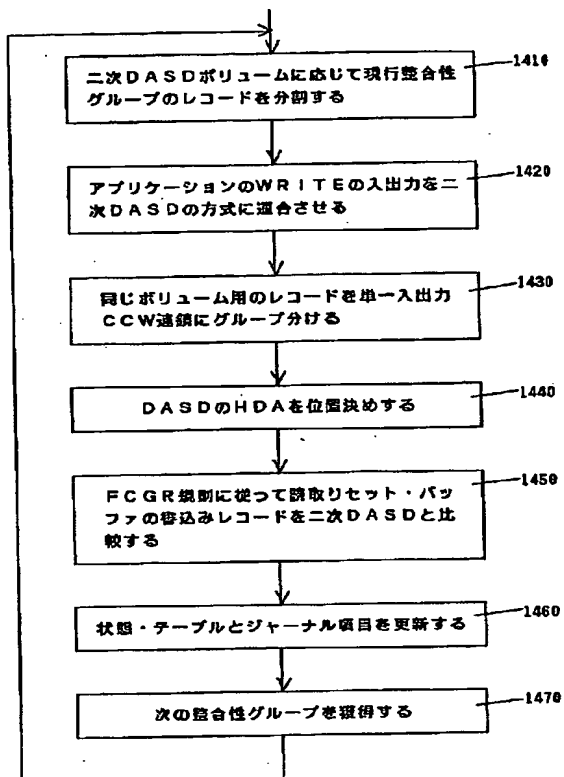 二次DASDボリュームに応じて現行整合性
グループのレコードを分割する
1410
アプリケーションのWRITEの入出力を二
次DASDの方式に適合させる
1420
同じボリューム用のレコードを単一入出力
CCW連鎖にグループ分ける
1430
DASDのHDAを位置決めする
1440
FCGR規則に従って読取りセット・バッ
ファの書込みレコードを二次DASDと比
較する
1450
状態・テーブルとジャーナル項目を更新する
1460
次の整合性グループを獲得する
1470